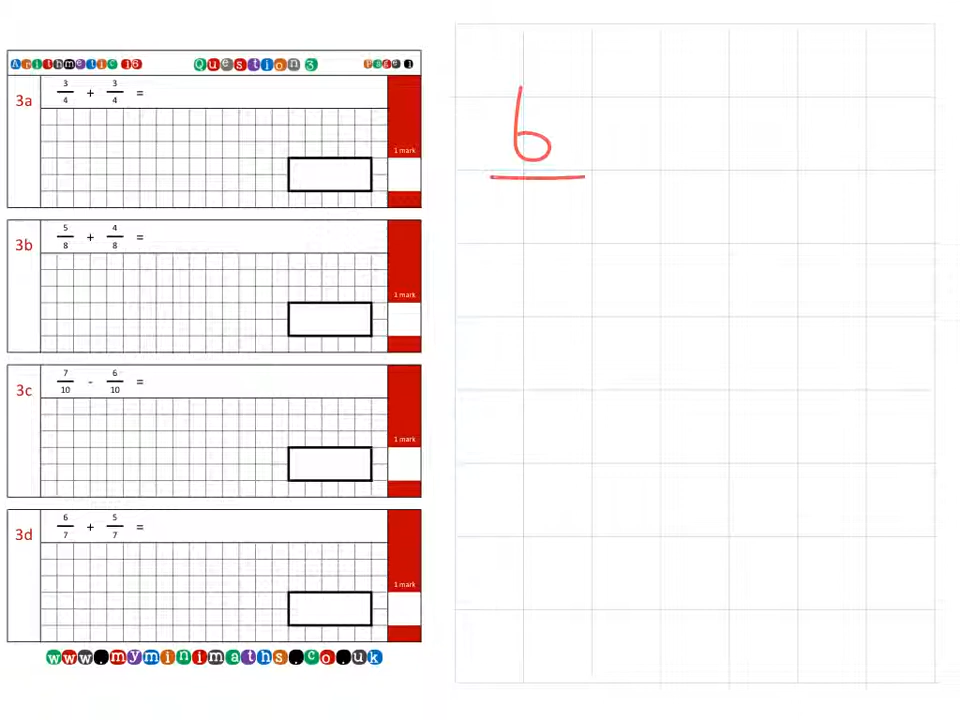 Arithmetic 16 Question 3 Page 1
3a 3/4 + 3/4 =
1 mark
3b 5/8 + 4/8 =
1 mark
3c 7/10 - 6/10 =
1 mark
3d 6/7 + 5/7 =
1 mark
www.myminimaths.co.uk
6